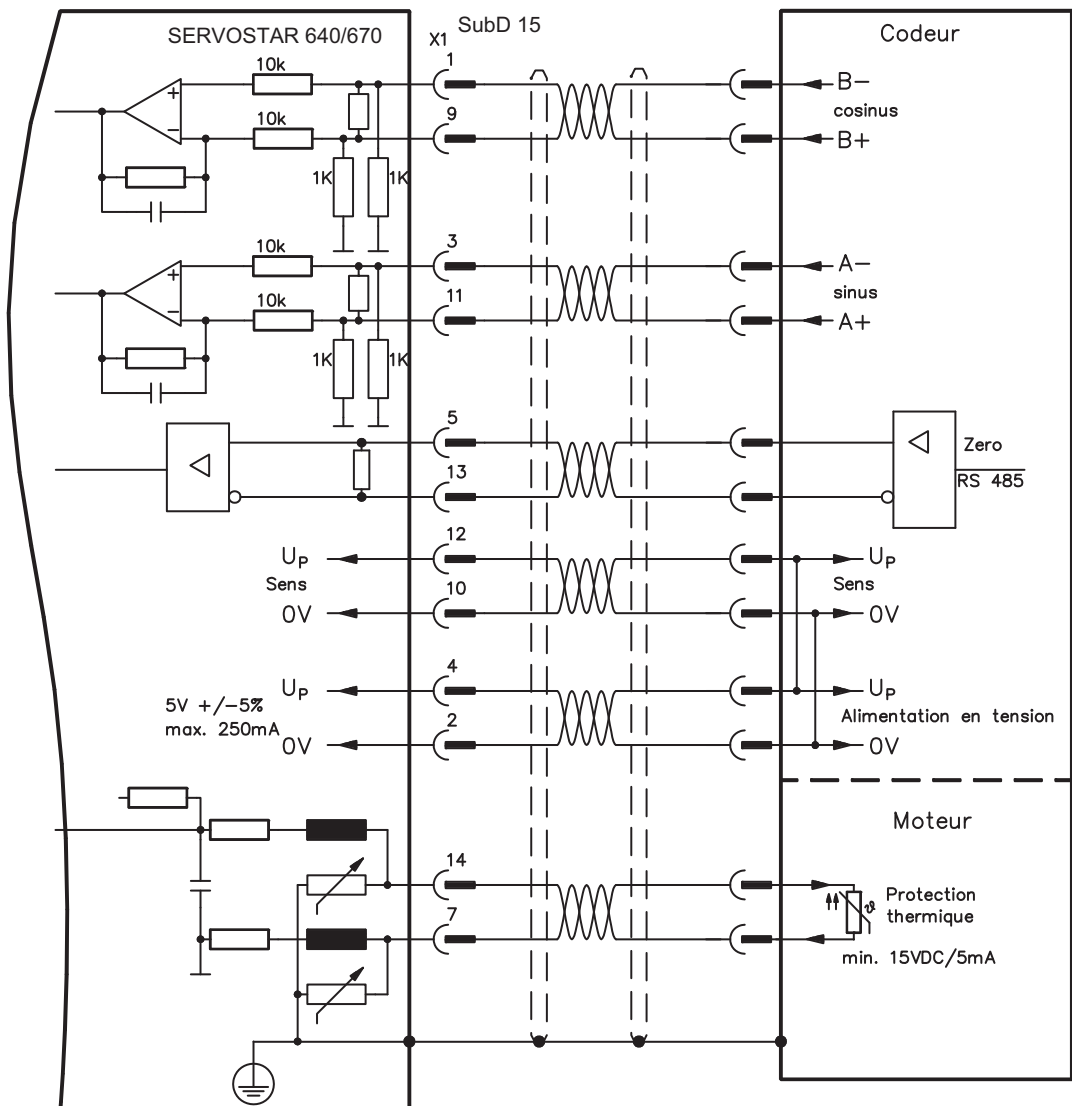 SERVOSTAR 640/670
SubD 15
X1
Codeur
10k
1
B-
cosinus
10k
9
B+
1K
1K
10k
3
A-
sinus
10k
11
A+
1K
1K
5
Zero
13
RS 485
12
UP
UP
Sens
10
Sens
0V
0V
4
UP
UP
5V +/-5%
max. 250mA
Alimentation en tension
2
0V
0V
Moteur
14
Protection
thermique
7
ϑ
min. 15VDC/5mA